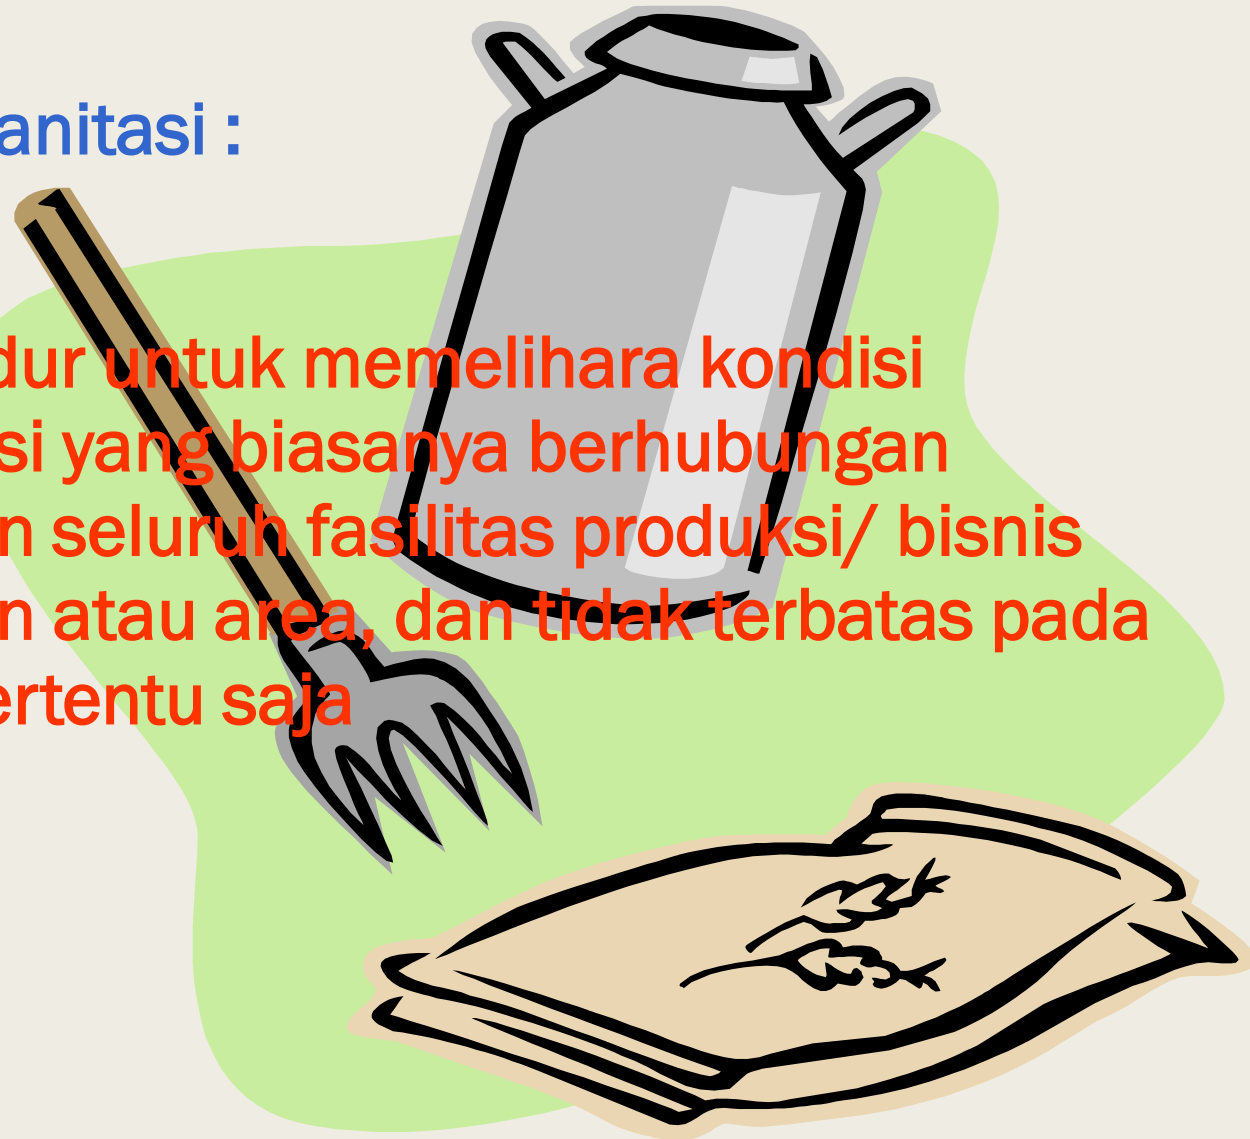 anitasi :
dur untuk memelihara kondisi
si yang biasanya berhubungan
n seluruh fasilitas produksi/ bisnis
n atau area, dan tidak terbatas pada
ertentu saja